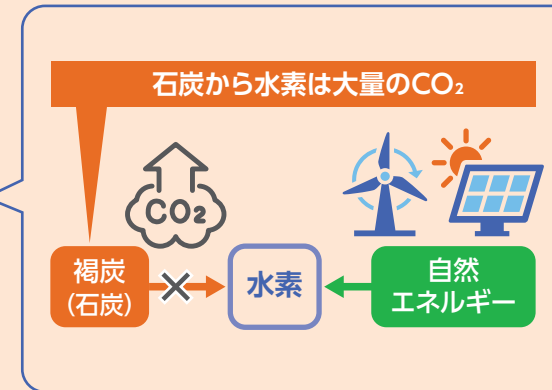 石炭から水素は大量のCO₂
CO₂
褐炭
(石炭)
水素
自然
エネルギー